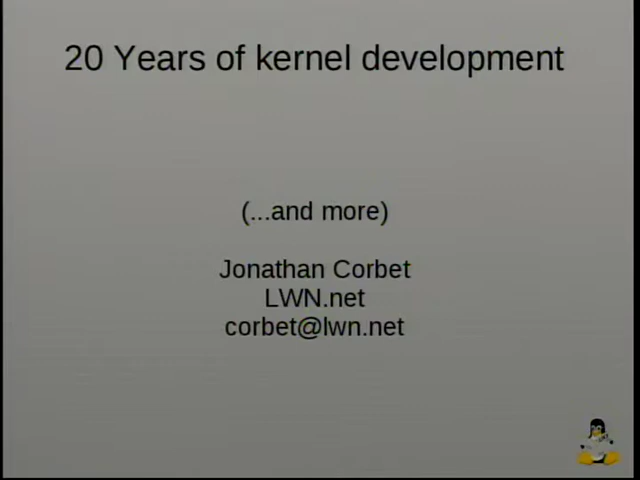 20 Years of kernel development
(...and more)
Jonathan Corbet
LWN.net
corbet@lwn.net